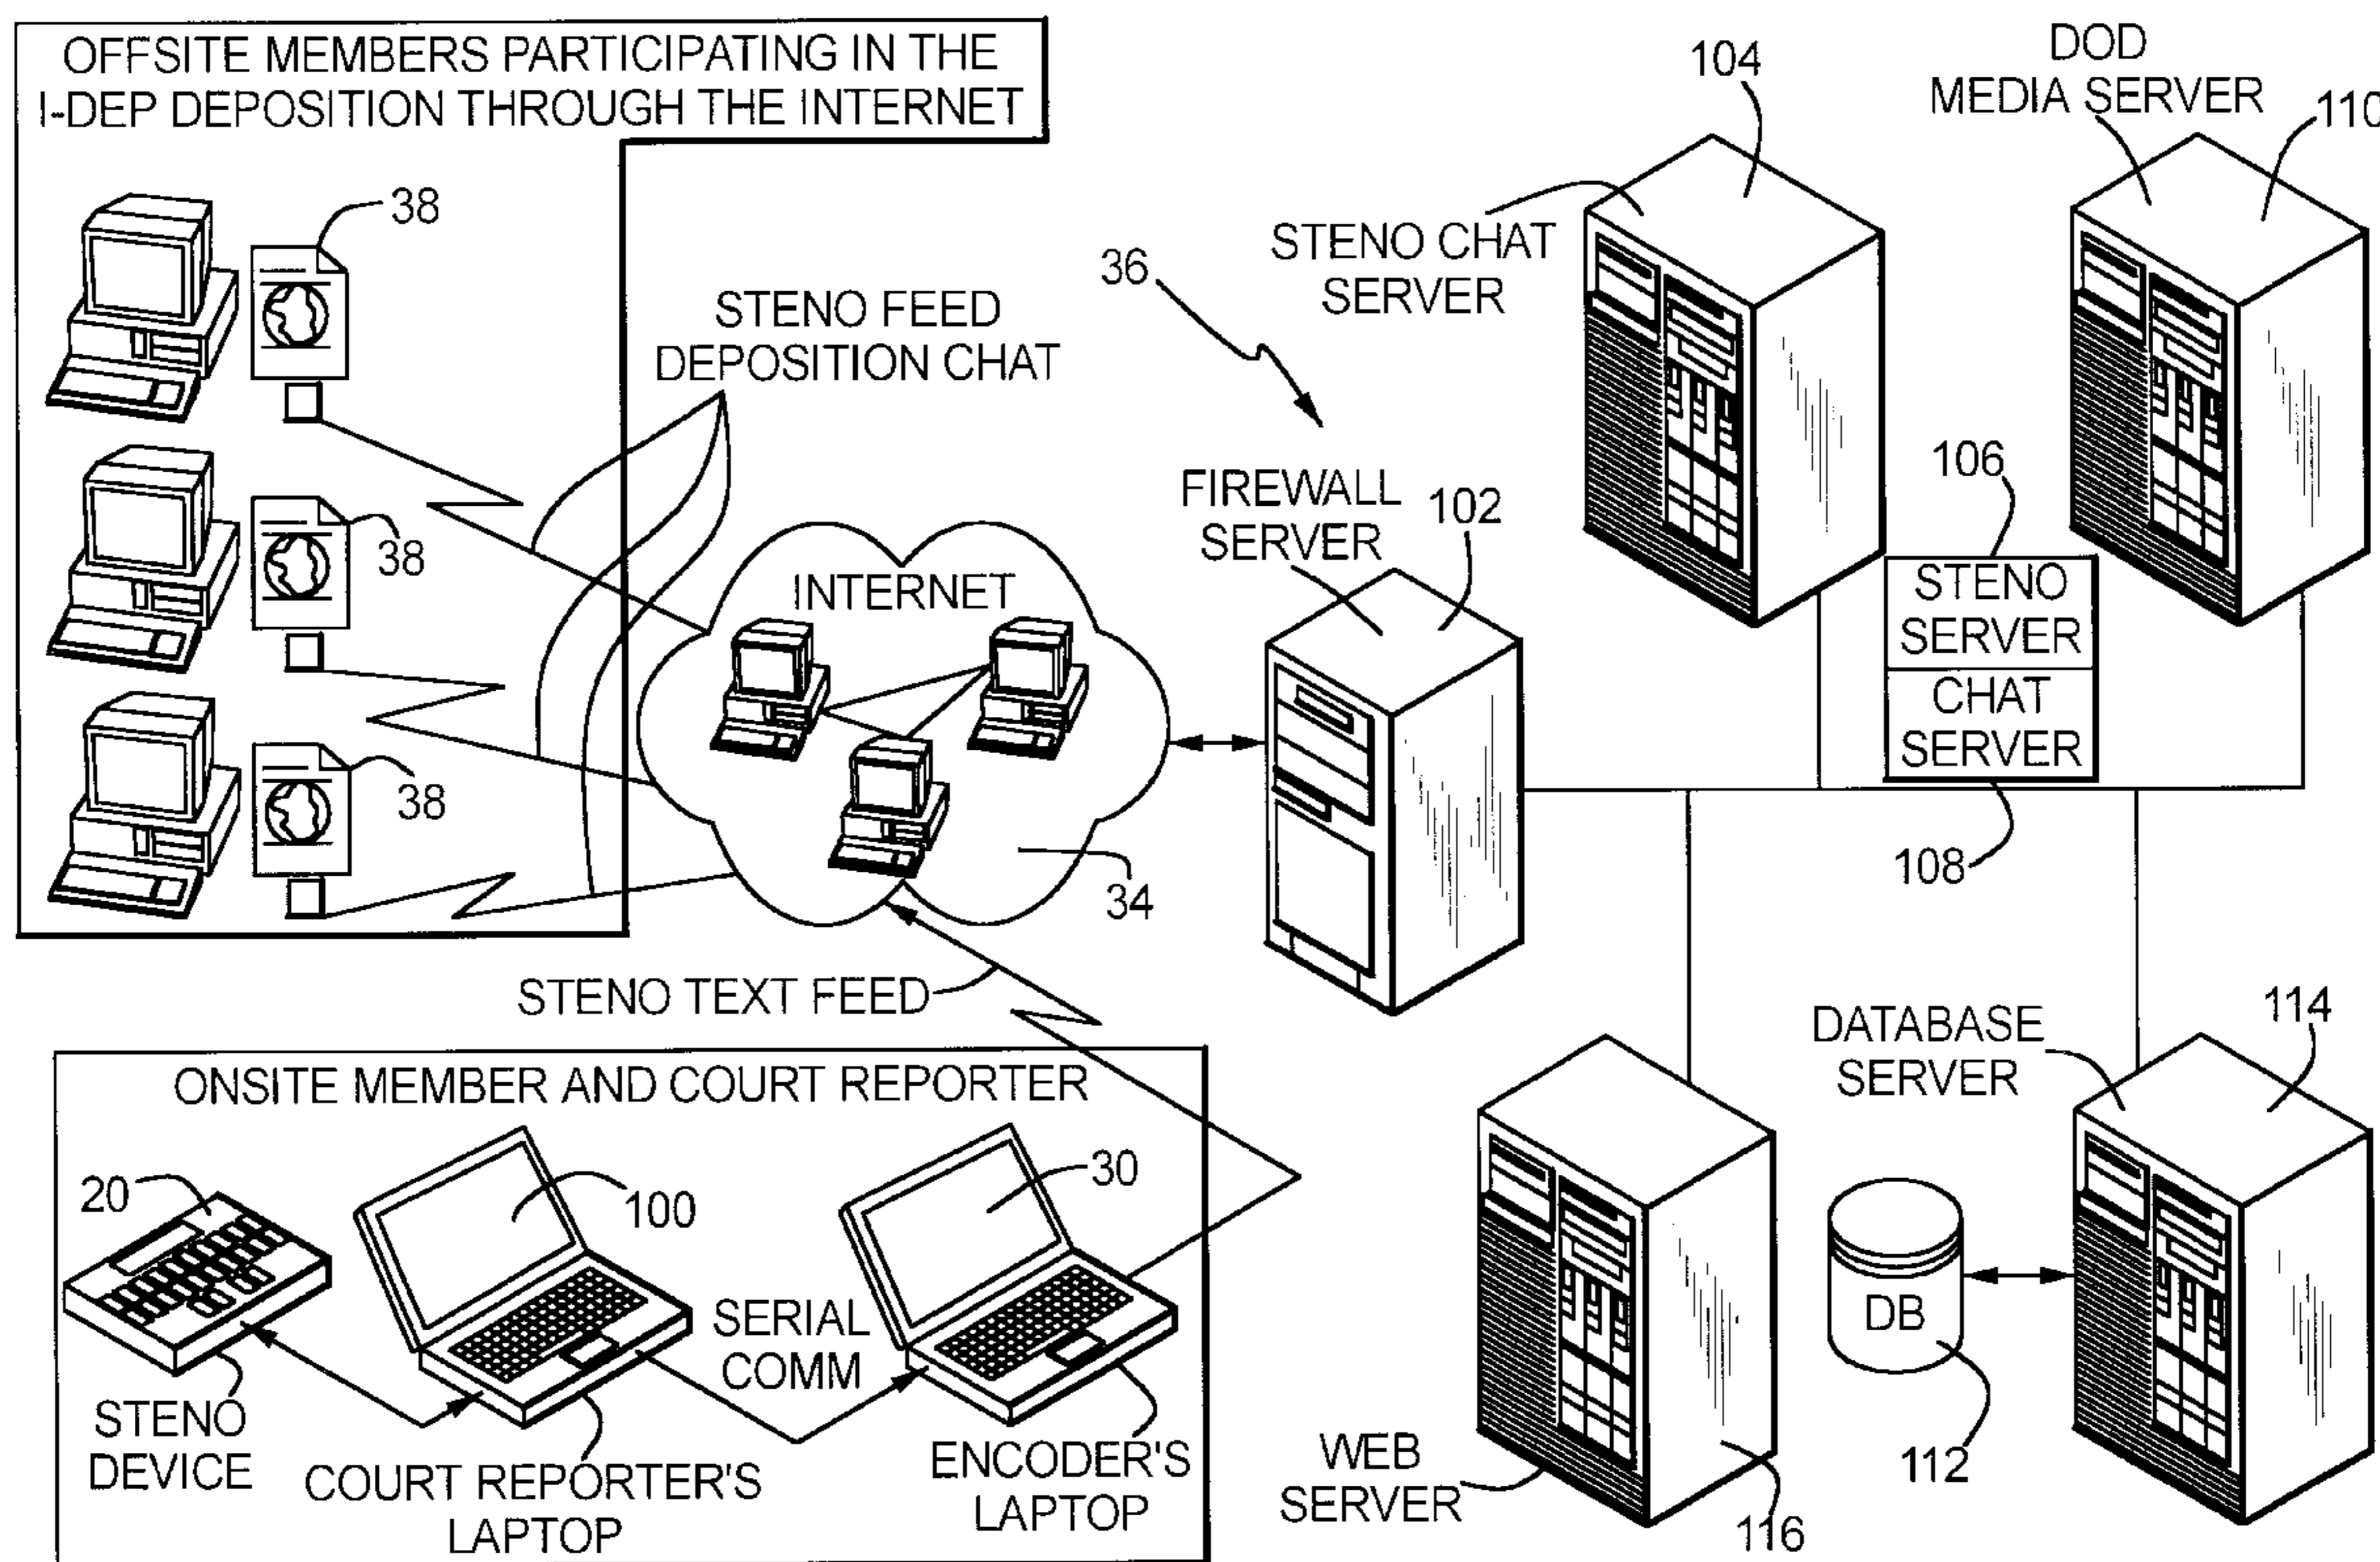 OFFSITE MEMBERS PARTICIPATING IN THE
I-DEP DEPOSITION THROUGH THE INTERNET
38
38
38
STENO FEED
DEPOSITION CHAT
INTERNET
34
36
STENO CHAT
SERVER
104
DOD
MEDIA SERVER
110
FIREWALL
SERVER
102
106
STENO
SERVER
CHAT
SERVER
108
STENO TEXT FEED
ONSITE MEMBER AND COURT REPORTER
20
STENO
DEVICE
100
COURT REPORTER'S
LAPTOP
SERIAL
COMM
30
ENCODER'S
LAPTOP
WEB
SERVER
116
DATABASE
SERVER
114
DB
112